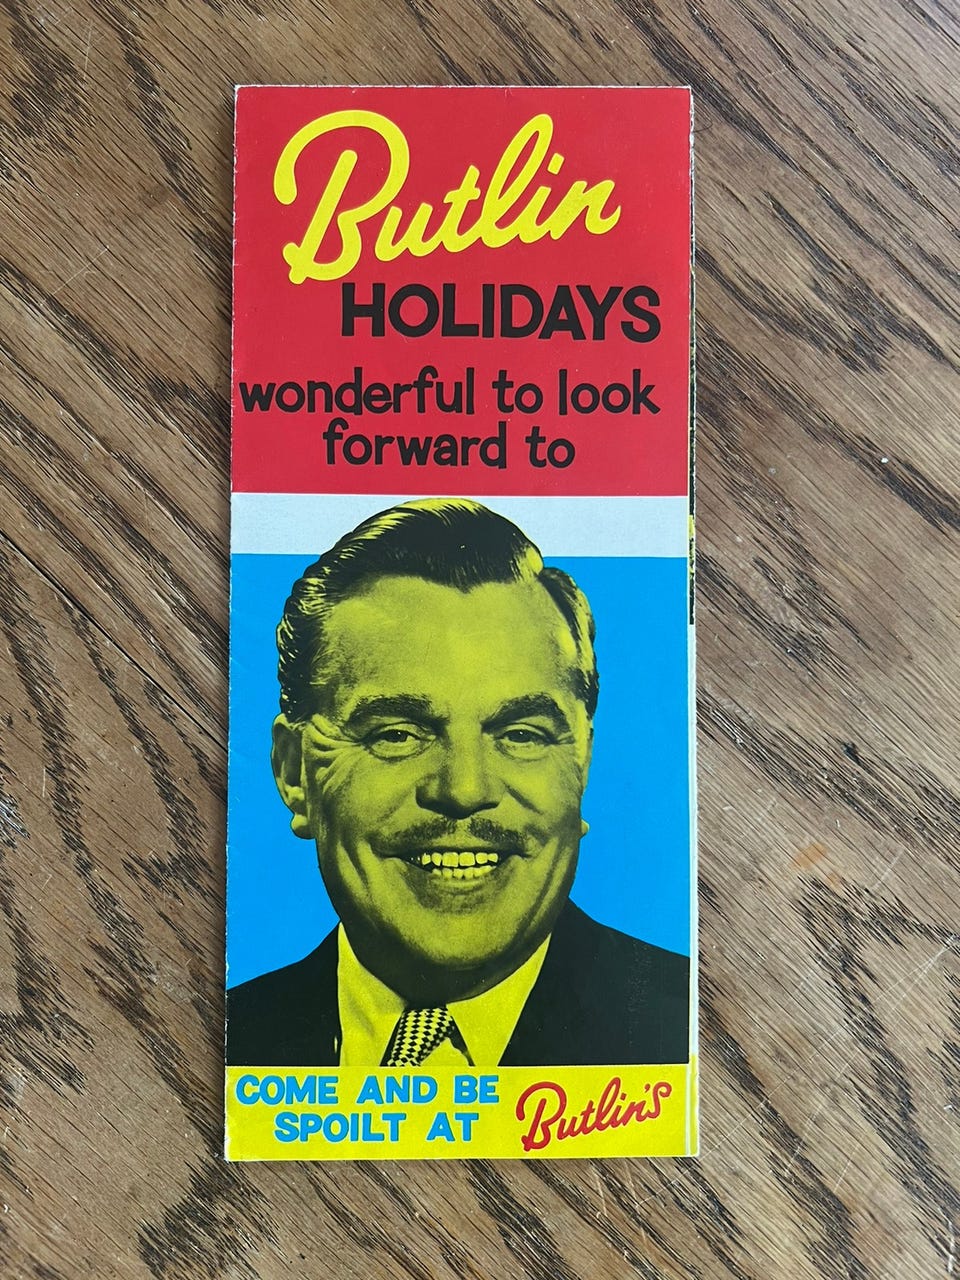 Butlin
HOLIDAYS
wonderful to look
forward to
COME AND BE
SPOILT AT
Butlin's